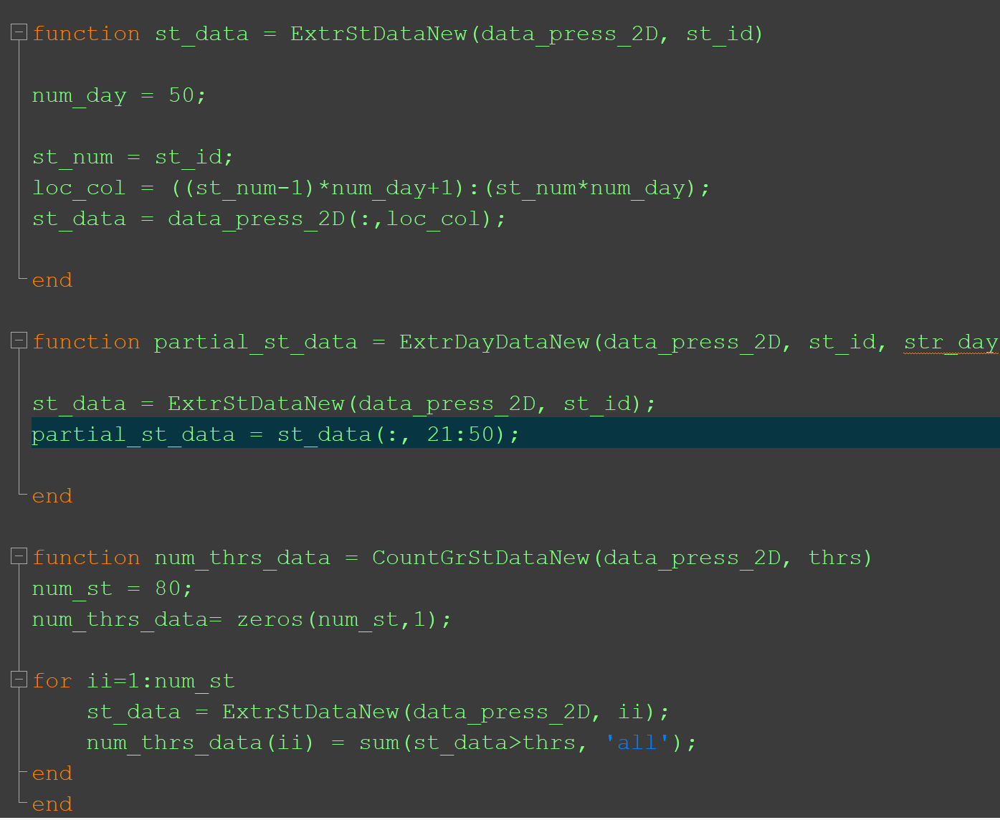 function st_data = ExtrStDataNew(data_press_2D, st_id)
num_day = 50;
st_num = st_id;
loc_col = ((st_num-1)*num_day+1):(st_num*num_day);
st_data = data_press_2D(:,loc_col);
end
function partial_st_data = ExtrDayDataNew(data_press_2D, st_id, str_day
st_data = ExtrStDataNew(data_press_2D, st_id);
partial_st_data = st_data(:, 21:50);
end
function num_thrs_data = CountGrStDataNew(data_press_2D, thrs)
num_st = 80;
num_thrs_data= zeros(num_st,1);
for ii=1:num_st
    st_data = ExtrStDataNew(data_press_2D, ii);
    num_thrs_data(ii) = sum(st_data>thrs, 'all');
end
end